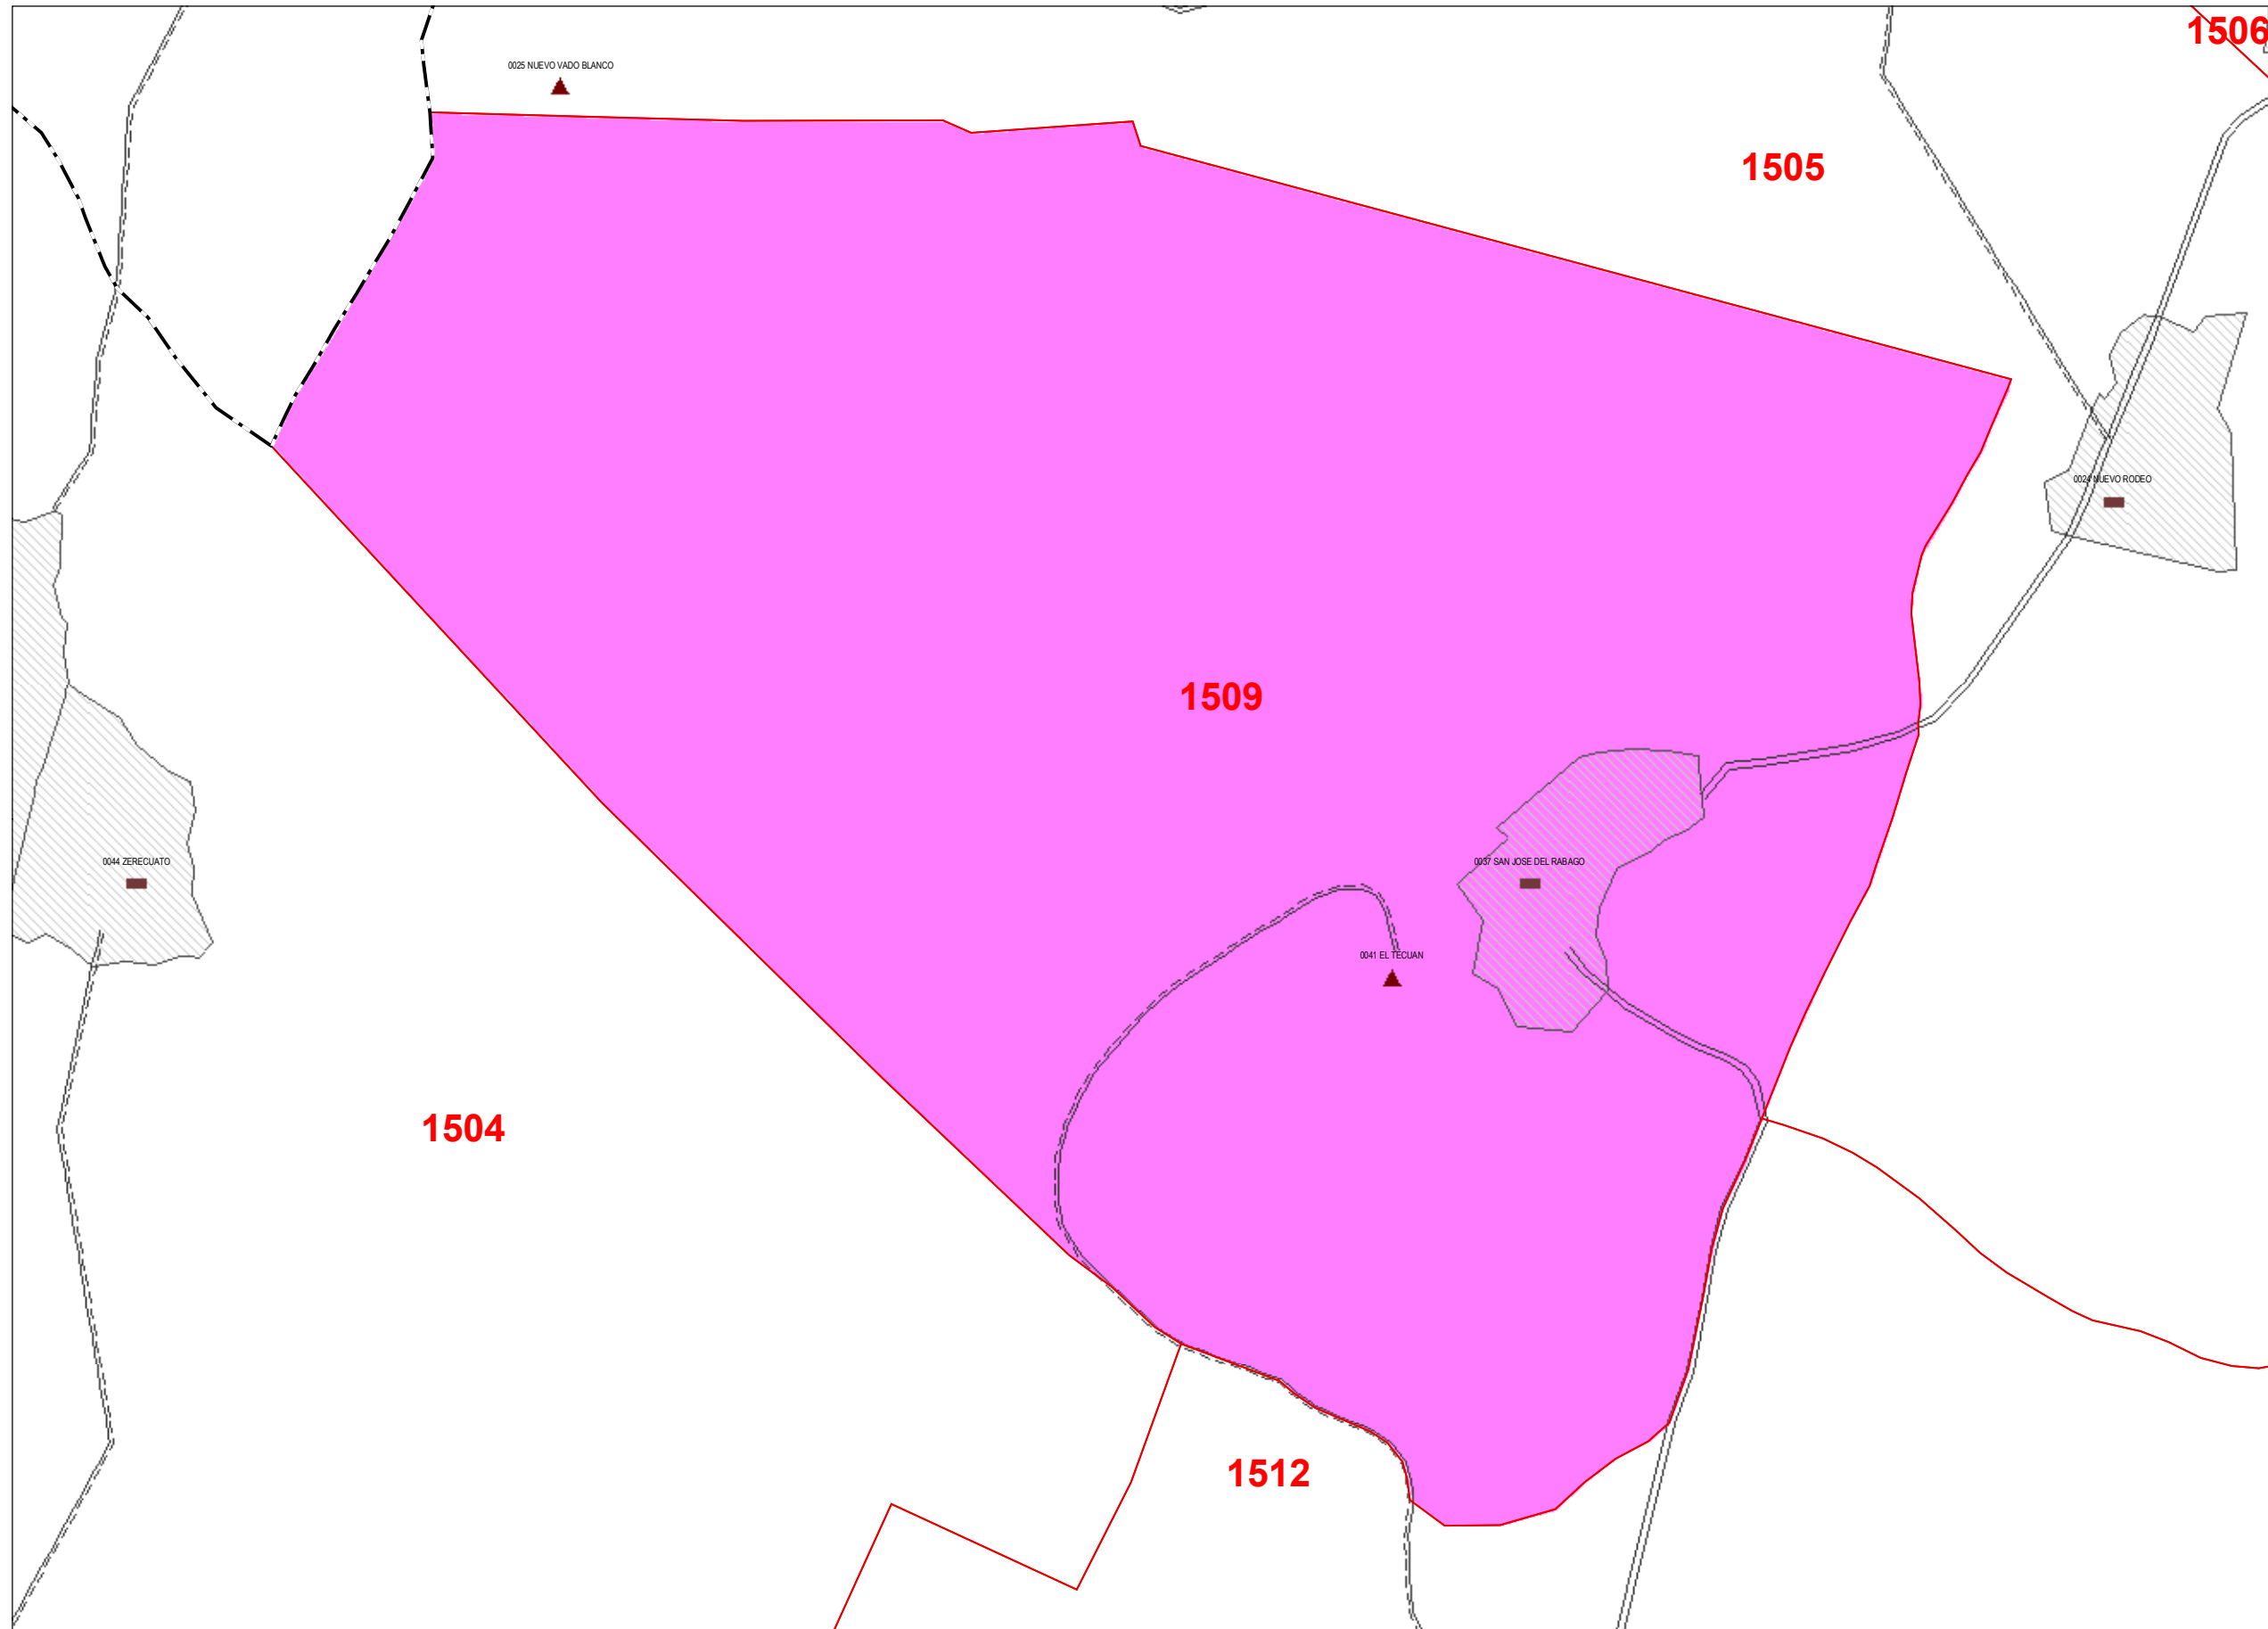 1506
0025 NUEVO VADO BLANCO
1505
0024 NUEVO RODEO
1509
0044 ZERECUATO
0037 SAN JOSE DEL RABAGO
0041 EL TECUAN
1504
1512